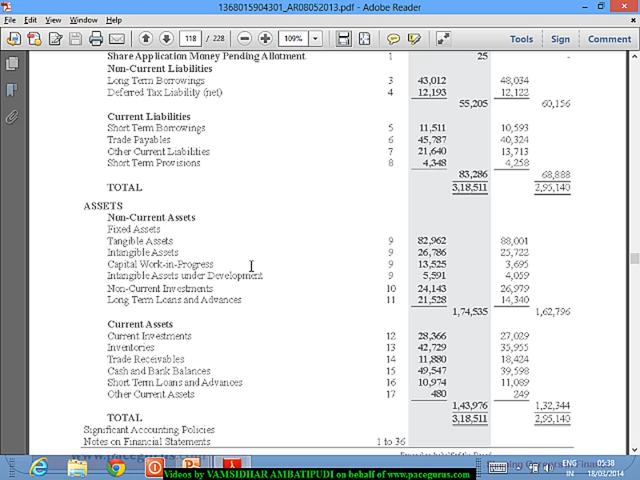 1368015904301_AR08052013.pdf - Adobe Reader
File Edit View Window Help
118 / 228 109% Tools Sign Comment
Share Application Money Pending Allotment 1 25 -
Non-Current Liabilities
Long Term Borrowings 3 43,012 48,034
Deferred Tax Liability (net) 4 12,193 12,122
55,205 60,156
Current Liabilities
Short Term Borrowings 5 11,511 10,593
Trade Payables 6 45,787 40,324
Other Current Liabilities 7 21,640 13,713
Short Term Provisions 8 4,348 4,258
83,286 68,888
TOTAL 3,18,511 2,95,140
ASSETS
Non-Current Assets
Fixed Assets
Tangible Assets 9 82,962 88,001
Intangible Assets 9 26,786 25,722
Capital Work-in-Progress 9 13,525 3,695
Intangible Assets under Development 9 5,591 4,059
Non-Current Investments 10 24,143 26,979
Long Term Loans and Advances 11 21,528 14,340
1,74,535 1,62,796
Current Assets
Current Investments 12 28,366 27,029
Inventories 13 42,729 35,955
Trade Receivables 14 11,880 18,424
Cash and Bank Balances 15 49,547 39,598
Short Term Loans and Advances 16 10,974 11,089
Other Current Assets 17 480 249
1,43,976 1,32,344
TOTAL 3,18,511 2,95,140
Significant Accounting Policies
Notes on Financial Statements 1 to 36
www.pacegurus.com
ENG 05:38
IN 18/03/2014
Videos by VAMSIDHAR AMBATIPUDI on behalf of www.pacegurus.com